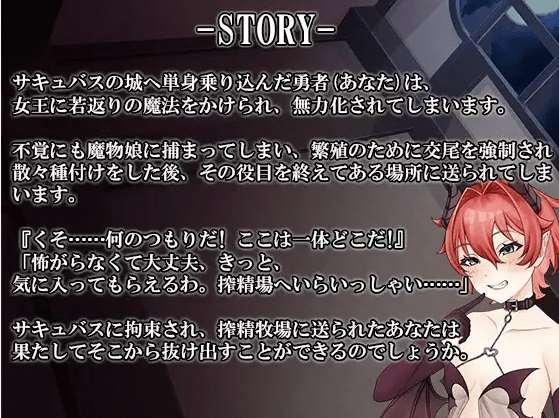 -STORY-
サキュバスの城へ単身乗り込んだ勇者(あなた)は、
女王に若返りの魔法をかけられ、無力化されてしまいます。
不覚にも魔物娘に捕まってしまい、繁殖のために交尾を強制され
散々種付けをした後、その役目を終えてある場所に送られてしま
います。
『くそ……何のつもりだ！ここは一体どこだ!』
「怖がらなくて大丈夫、きっと、
気に入ってもらえるわ。搾精場へいらいっしゃい……」
サキュバスに拘束され、搾精牧場に送られたあなたは
果たしてそこから抜け出すことができるのでしょうか。